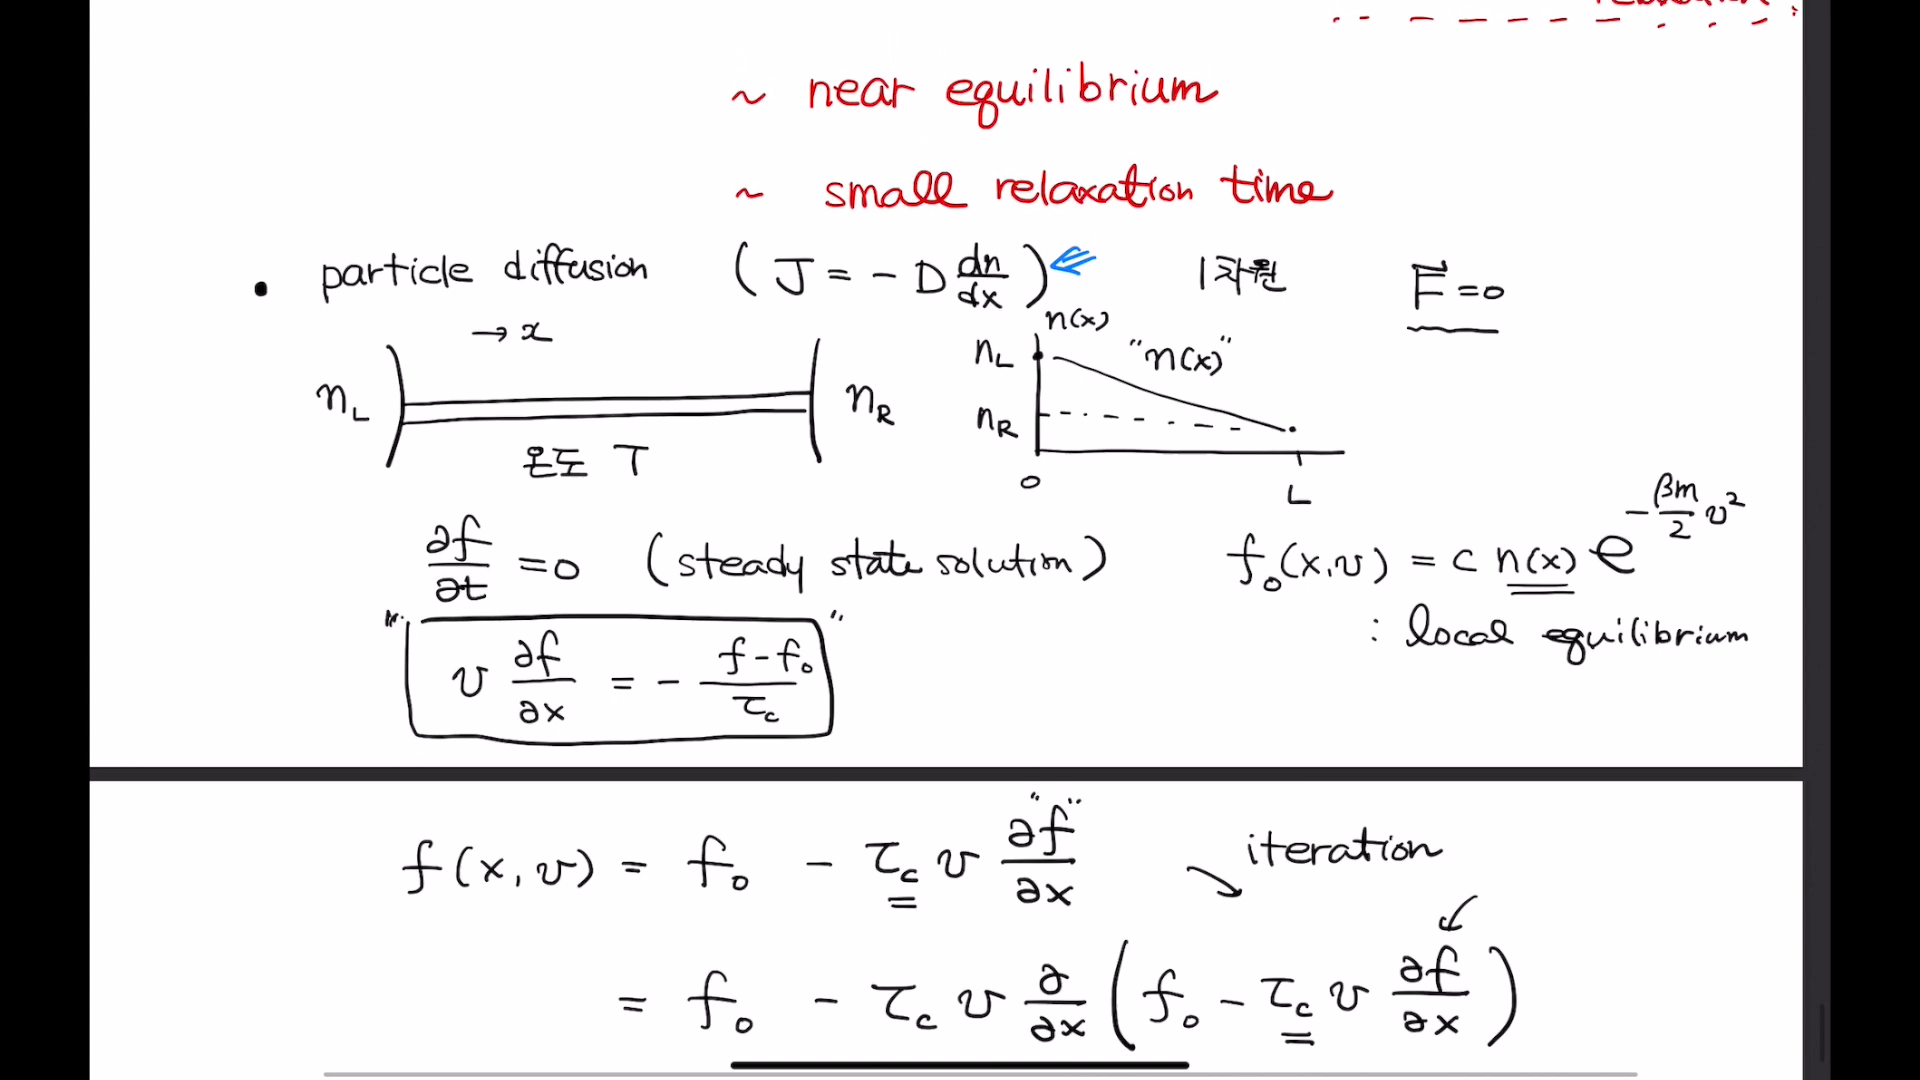 ~ near equilibrium
~ small relaxation time
• particle diffusion ( J = - D dn/dx ) 1차원 F⃗ = 0
→ x
n_L n_R
온도 T
n(x)
n_L "n(x)"
n_R
0 L
∂f/∂t = 0 (steady state solution) f₀(x,v) = c n(x) e^(-βm/2 v²)
: local equilibrium
" v ∂f/∂x = - (f - f₀)/τ_c "
f(x,v) = f₀ - τ_c v ∂"f"/∂x ↘ iteration
= f₀ - τ_c v ∂/∂x ( f₀ - τ_c v ∂f/∂x )